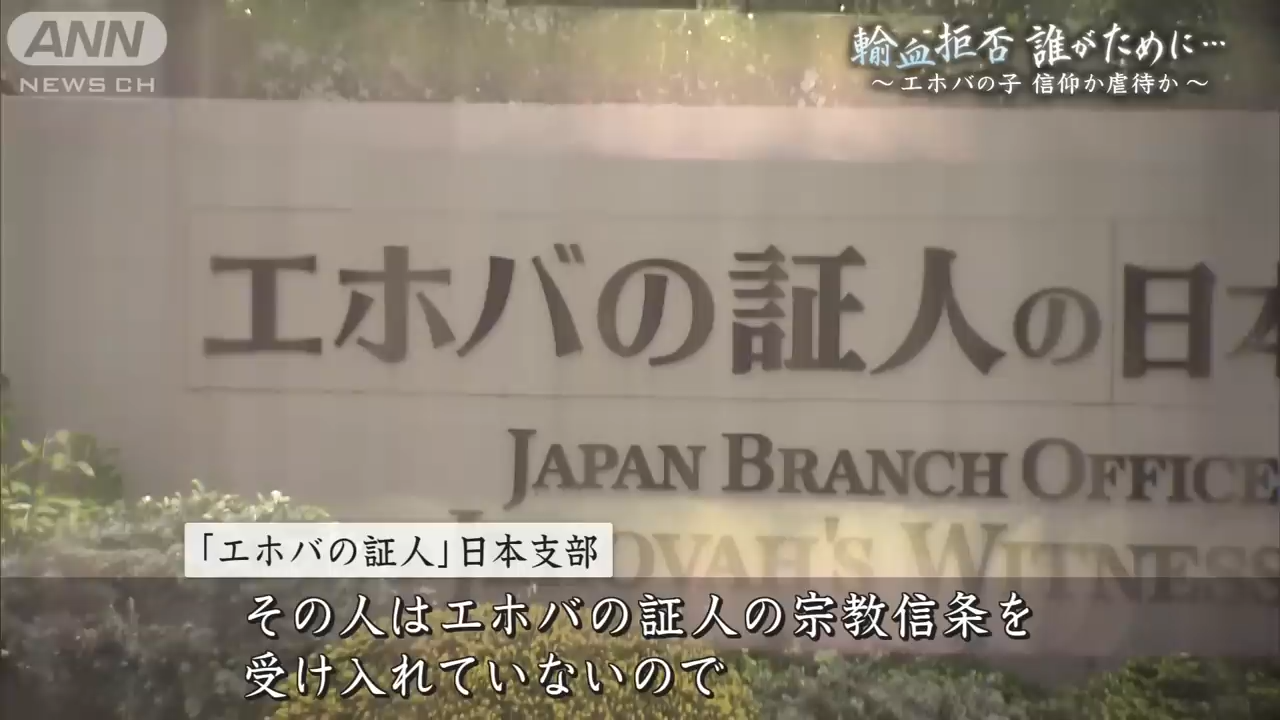 ANN
NEWS CH
輸血拒否 誰がために…
～エホバの子 信仰か虐待か～
エホバの証人の日本
JAPAN BRANCH OFFICE
JEHOVAH'S WITNESSES
「エホバの証人」日本支部
その人はエホバの証人の宗教信条を
受け入れていないので